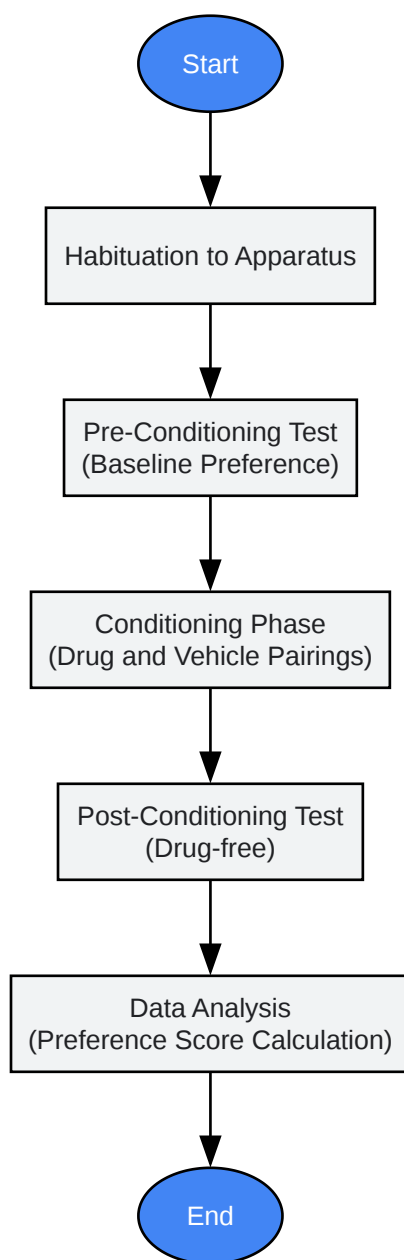 Start
Habituation to Apparatus
Pre-Conditioning Test
(Baseline Preference)
Conditioning Phase
(Drug and Vehicle Pairings)
Post-Conditioning Test
(Drug-free)
Data Analysis
(Preference Score Calculation)
End